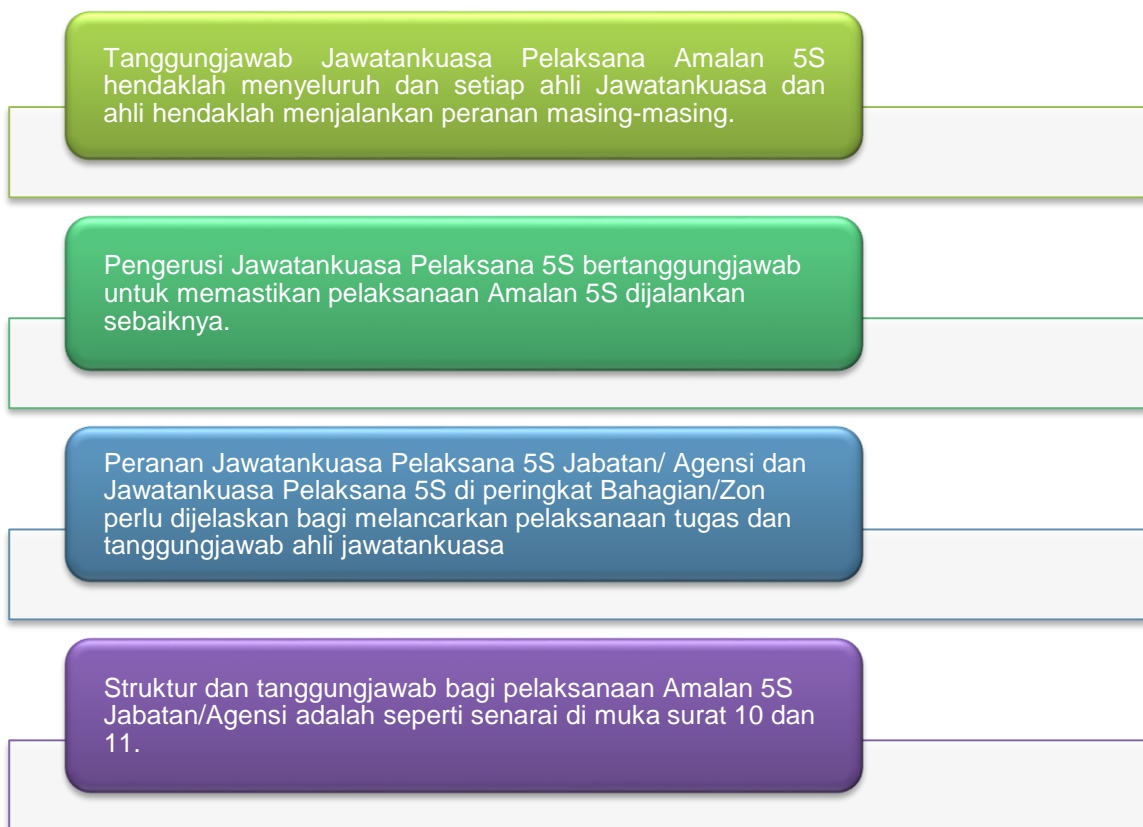 Tanggungjawab Jawatankuasa Pelaksana Amalan 5S
hendaklah menyeluruh dan setiap ahli Jawatankuasa dan
ahli hendaklah menjalankan peranan masing-masing.
Pengerusi Jawatankuasa Pelaksana 5S bertanggungjawab
untuk memastikan pelaksanaan Amalan 5S dijalankan
sebaiknya.
Peranan Jawatankuasa Pelaksana 5S Jabatan/ Agensi dan
Jawatankuasa Pelaksana 5S di peringkat Bahagian/Zon
perlu dijelaskan bagi melancarkan pelaksanaan tugas dan
tanggungjawab ahli jawatankuasa
Struktur dan tanggungjawab bagi pelaksanaan Amalan 5S
Jabatan/Agensi adalah seperti senarai di muka surat 10 dan
11.